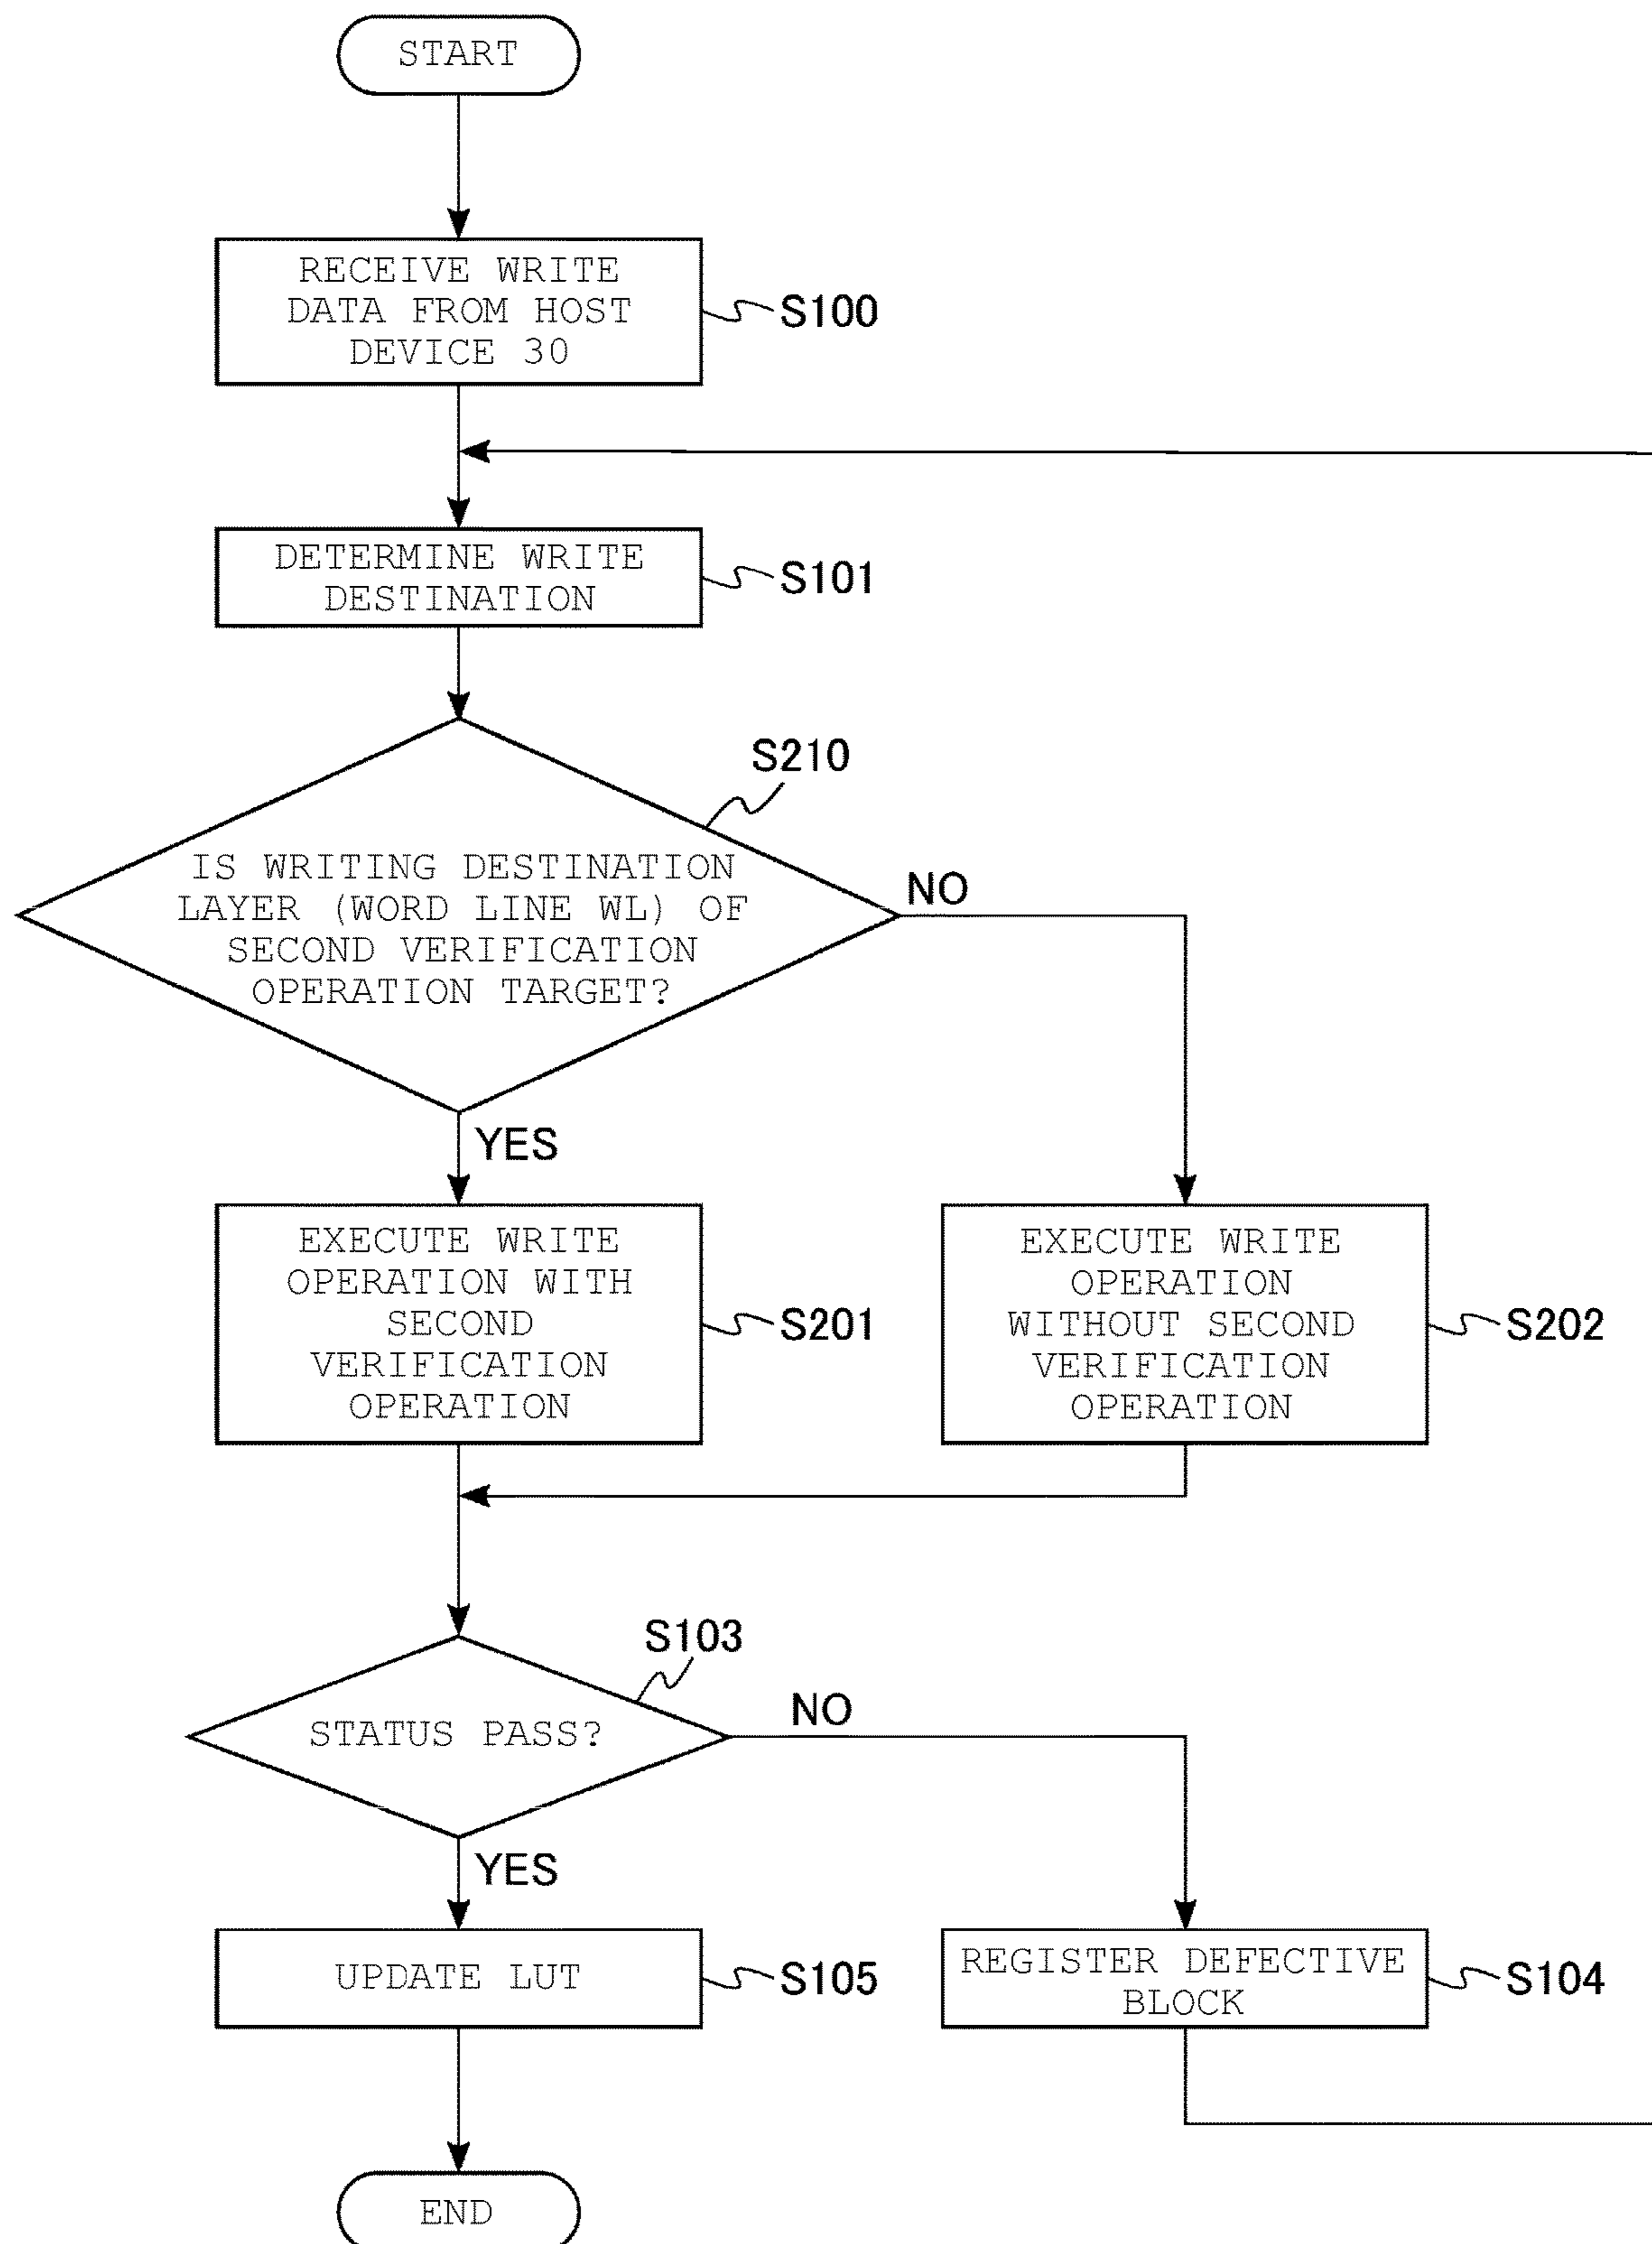 START
RECEIVE WRITE
DATA FROM HOST
DEVICE 30
S100
DETERMINE WRITE
DESTINATION
S101
S210
IS WRITING DESTINATION
LAYER (WORD LINE WL) OF
SECOND VERIFICATION
OPERATION TARGET?
NO
YES
EXECUTE WRITE
OPERATION WITH
SECOND
VERIFICATION
OPERATION
S201
EXECUTE WRITE
OPERATION
WITHOUT SECOND
VERIFICATION
OPERATION
S202
S103
STATUS PASS?
NO
YES
UPDATE LUT
S105
REGISTER DEFECTIVE
BLOCK
S104
END